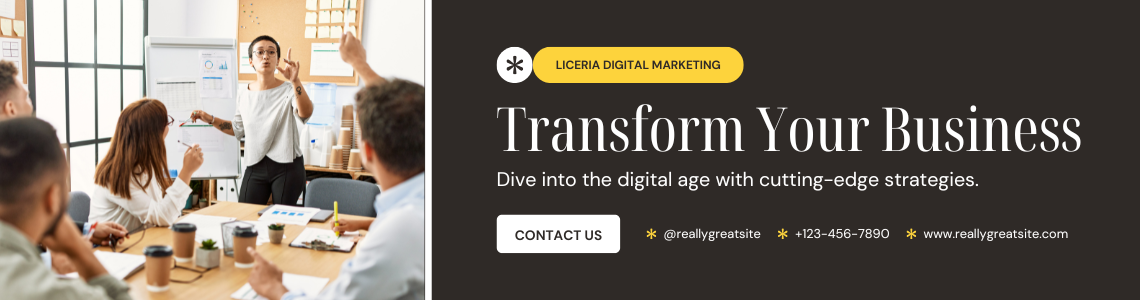 LICERIA DIGITAL MARKETING
Transform Your Business
Dive into the digital age with cutting-edge strategies.
CONTACT US
@reallygreatsite
+123-456-7890
www.reallygreatsite.com